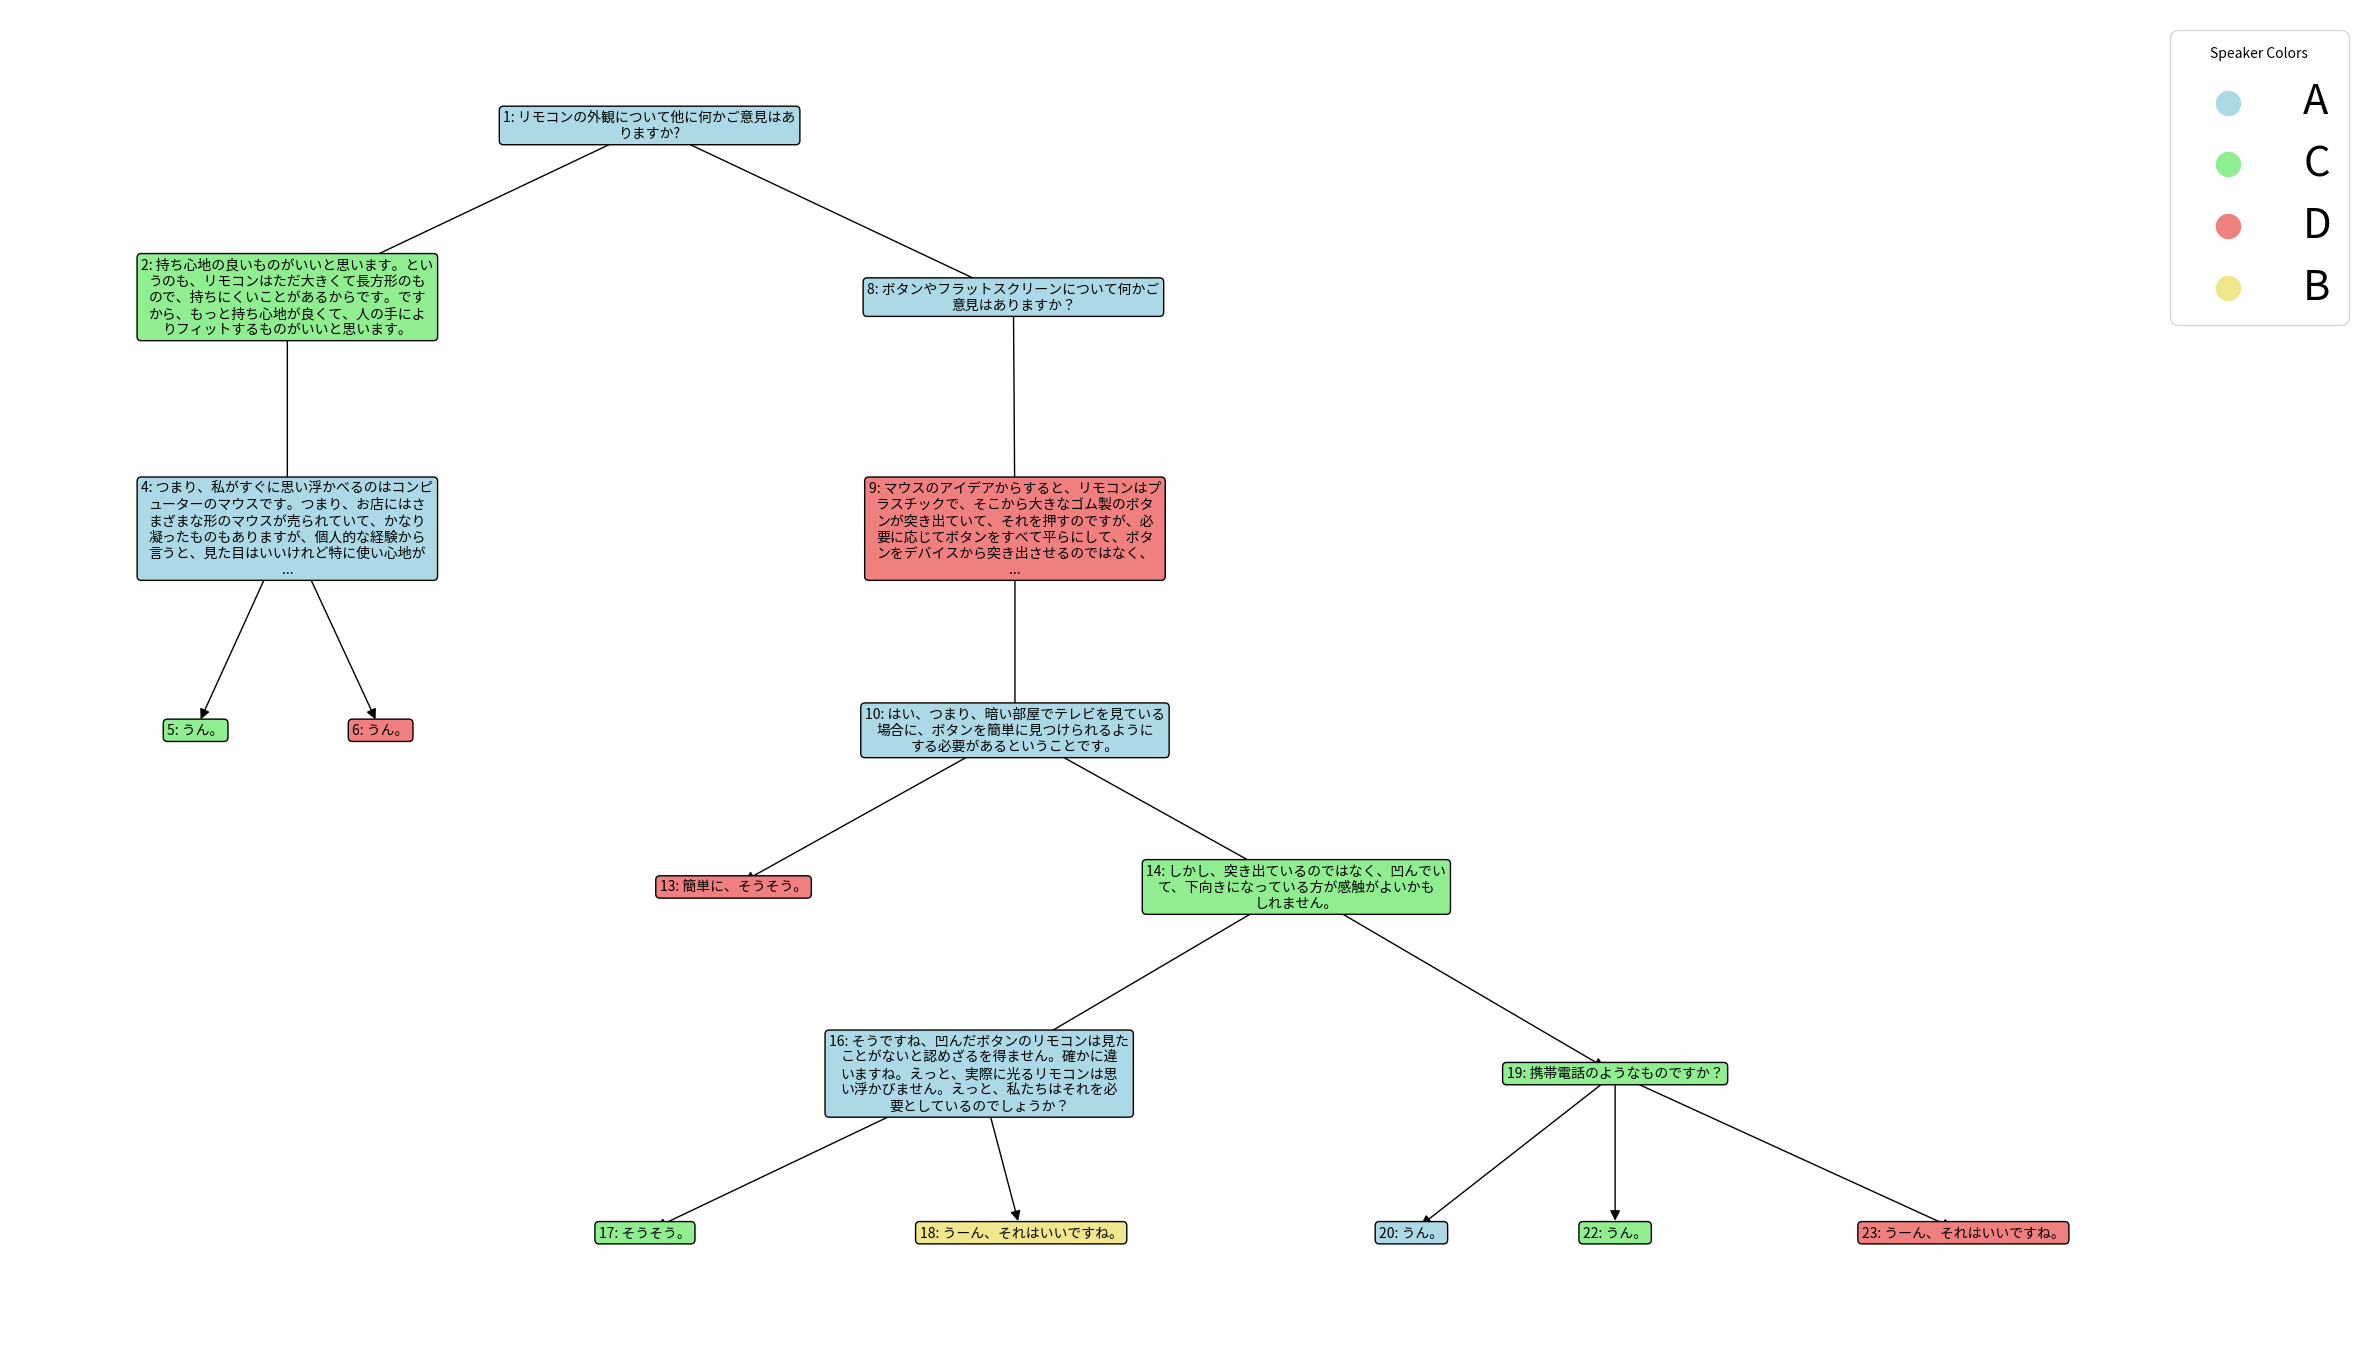 Speaker Colors
A
C
D
B
1: リモコンの外観について他に何かご意見はあ
りますか?
2: 持ち心地の良いものがいいと思います。とい
うのも、リモコンはただ大きくて長方形のも
ので、持ちにくいことがあるからです。です
から、もっと持ち心地が良くて、人の手によ
りフィットするものがいいと思います。
8: ボタンやフラットスクリーンについて何かご
意見はありますか？
4: つまり、私がすぐに思い浮かべるのはコンピ
ューターのマウスです。つまり、お店にはさ
まざまな形のマウスが売られていて、かなり
凝ったものもありますが、個人的な経験から
言うと、見た目はいいけれど特に使い心地が
...
9: マウスのアイデアからすると、リモコンはプ
ラスチックで、そこから大きなゴム製のボタ
ンが突き出ていて、それを押すのですが、必
要に応じてボタンをすべて平らにして、ボタ
ンをデバイスから突き出させるのではなく、
...
5: うん。
6: うん。
10: はい、つまり、暗い部屋でテレビを見ている
場合に、ボタンを簡単に見つけられるように
する必要があるということです。
13: 簡単に、そうそう。
14: しかし、突き出ているのではなく、凹んでい
て、下向きになっている方が感触がよいかも
しれません。
16: そうですね、凹んだボタンのリモコンは見た
ことがないと認めざるを得ません。確かに違
いますね。えっと、実際に光るリモコンは思
い浮かびません。えっと、私たちはそれを必
要としているのでしょうか？
19: 携帯電話のようなものですか？
17: そうそう。
18: うーん、それはいいですね。
20: うん。
22: うん。
23: うーん、それはいいですね。